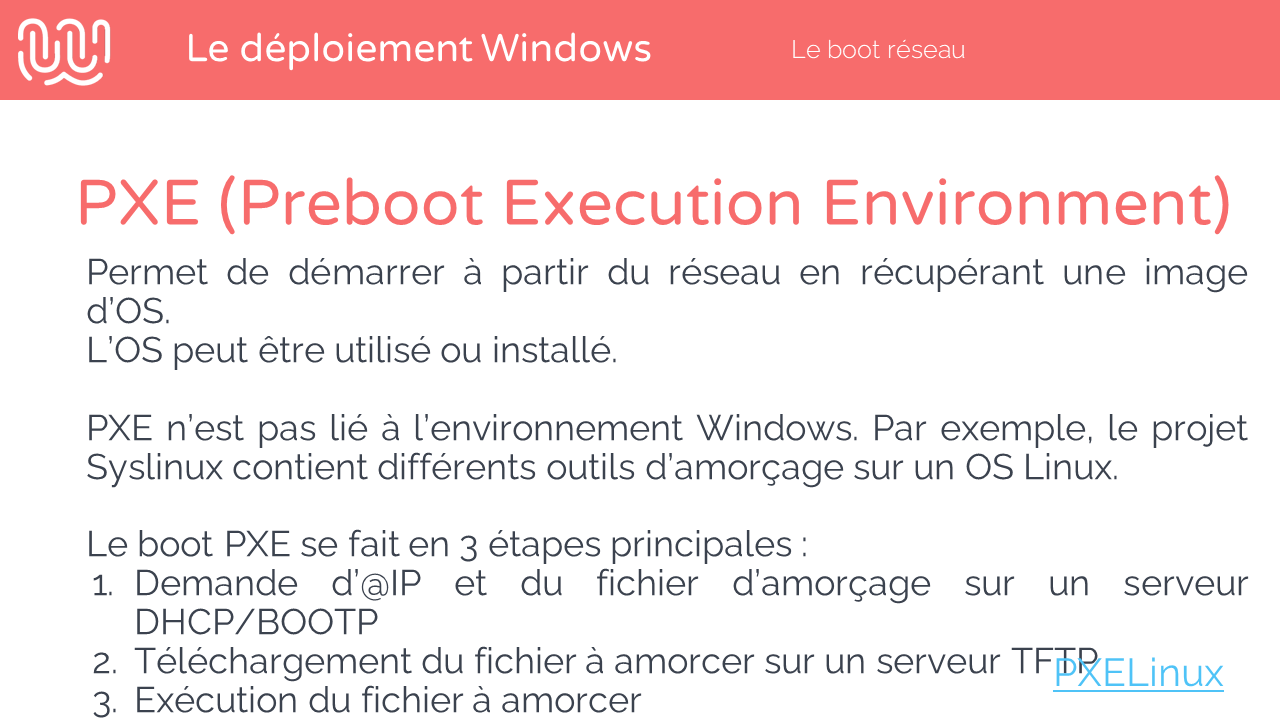 Le déploiement Windows
Le boot réseau
PXE (Preboot Execution Environment)
Permet de démarrer à partir du réseau en récupérant une image
d’OS.
L’OS peut être utilisé ou installé.
PXE n’est pas lié à l’environnement Windows. Par exemple, le projet
Syslinux contient différents outils d’amorçage sur un OS Linux.
Le boot PXE se fait en 3 étapes principales :
1. Demande d’@IP et du fichier d’amorçage sur un serveur
DHCP/BOOTP
2. Téléchargement du fichier à amorcer sur un serveur TFTP
PXELinux
3. Exécution du fichier à amorcer